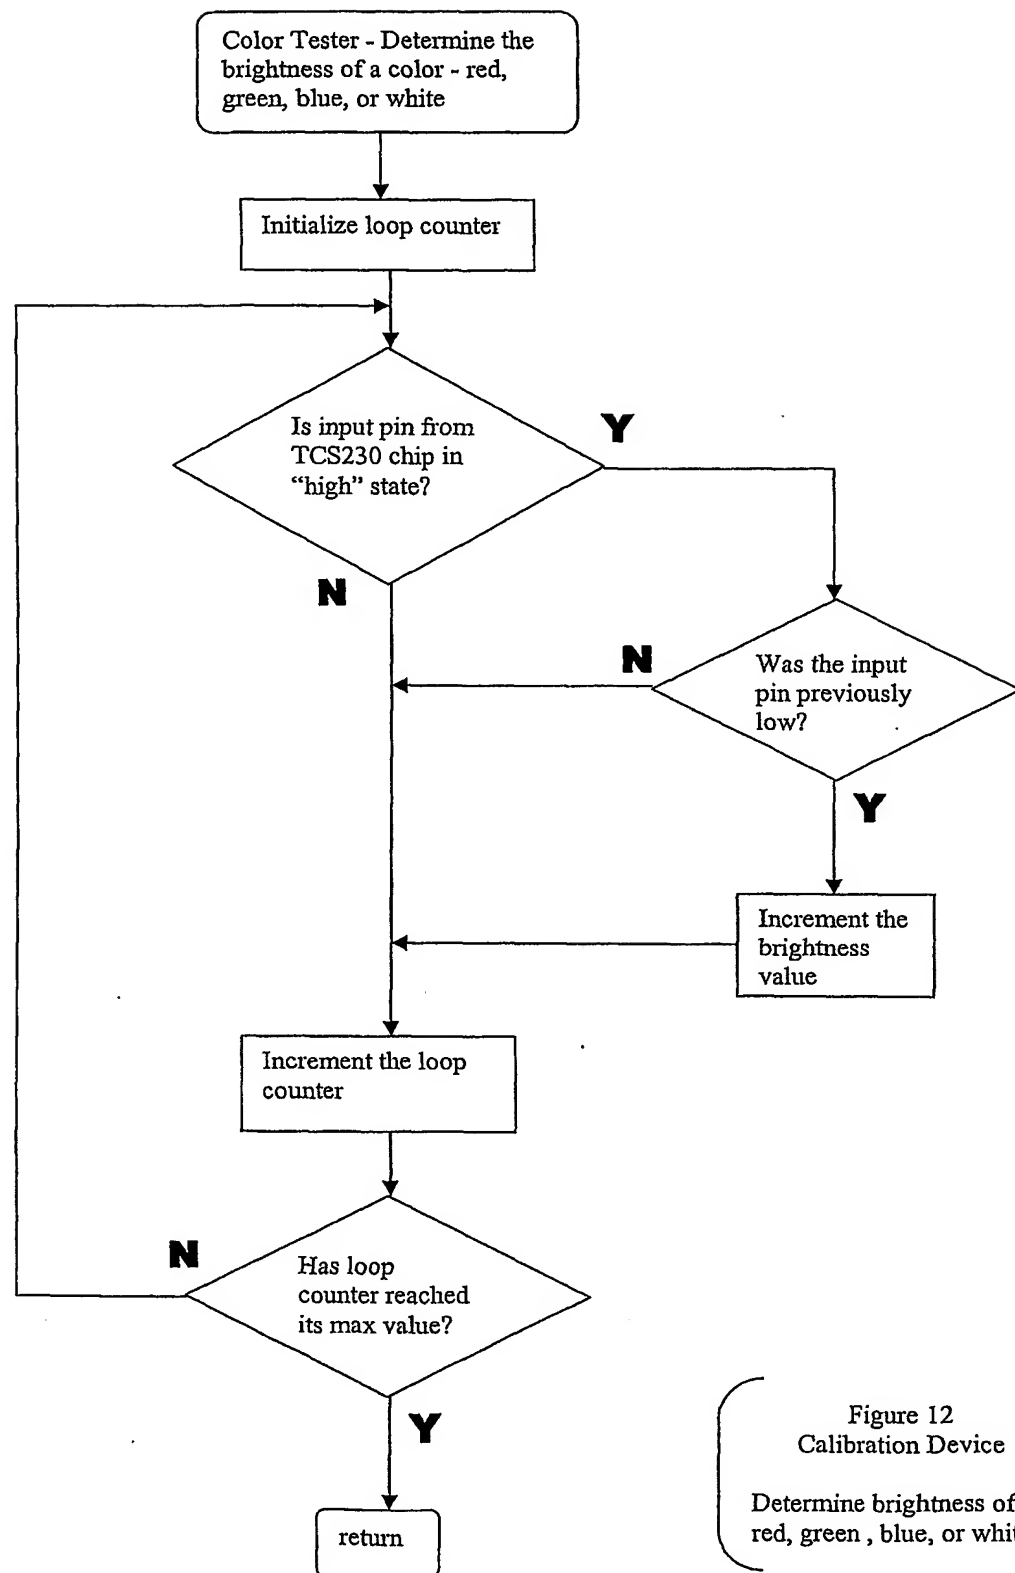 Color Tester - Determine the
brightness of a color - red,
green, blue, or white
Initialize loop counter
Is input pin from
TCS230 chip in
“high” state?
Y
N
Was the input
pin previously
low?
N
Y
Increment the
brightness
value
Increment the loop
counter
Has loop
counter reached
its max value?
N
Y
return
Figure 12
Calibration Device
Determine brightness of
red, green , blue, or